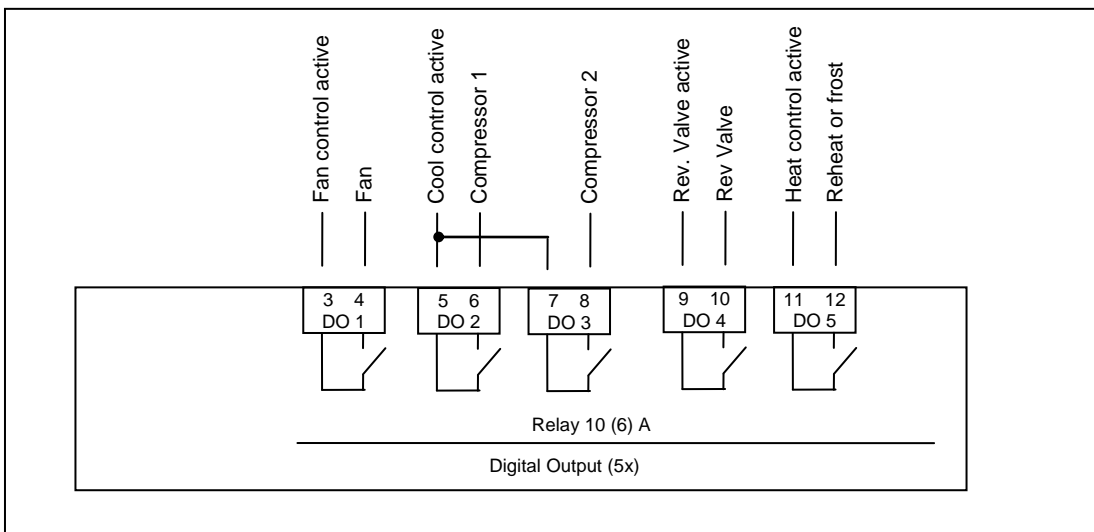 Fan control active
Fan
Cool control active
Compressor 1
Compressor 2
Rev. Valve active
Rev Valve
Heat control active
Reheat or frost
3 4
DO 1
5 6
DO 2
7 8
DO 3
9 10
DO 4
11 12
DO 5
Relay 10 (6) A
Digital Output (5x)